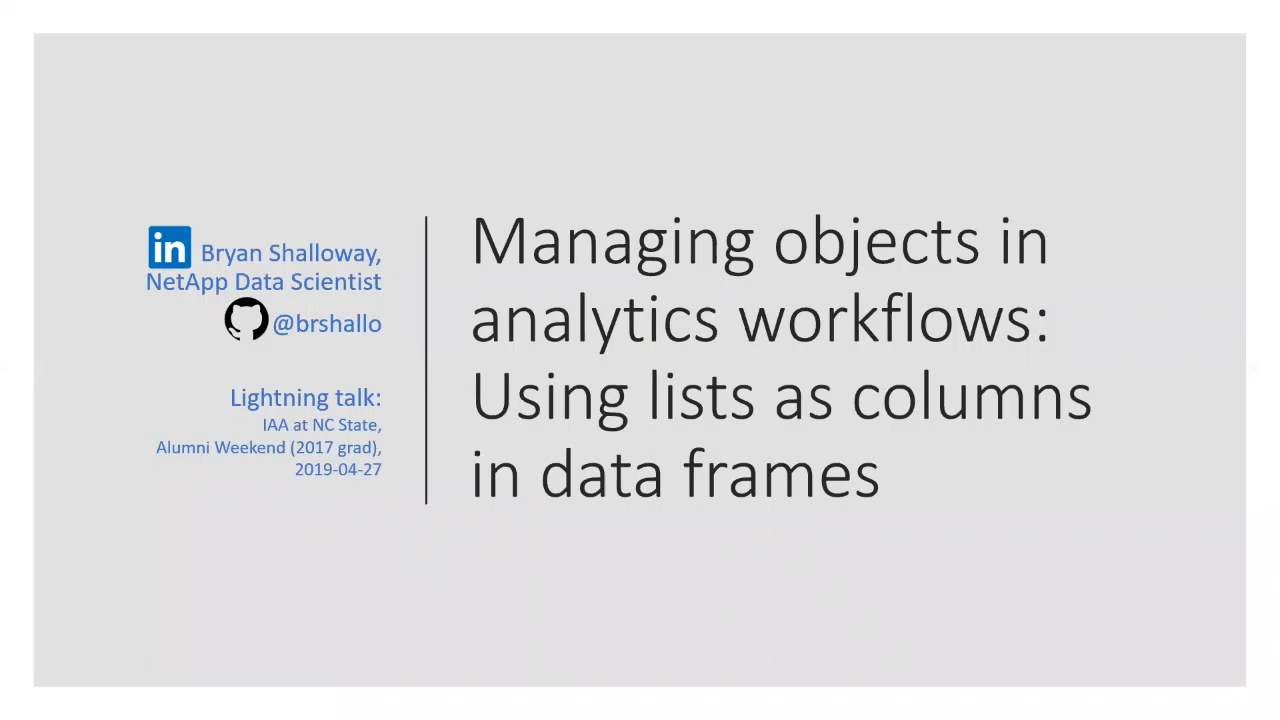 in Bryan Shalloway,
NetApp Data Scientist
@brshallo
Lightning talk:
IAA at NC State,
Alumni Weekend (2017 grad),
2019-04-27
Managing objects in
analytics workflows:
Using lists as columns
in data frames